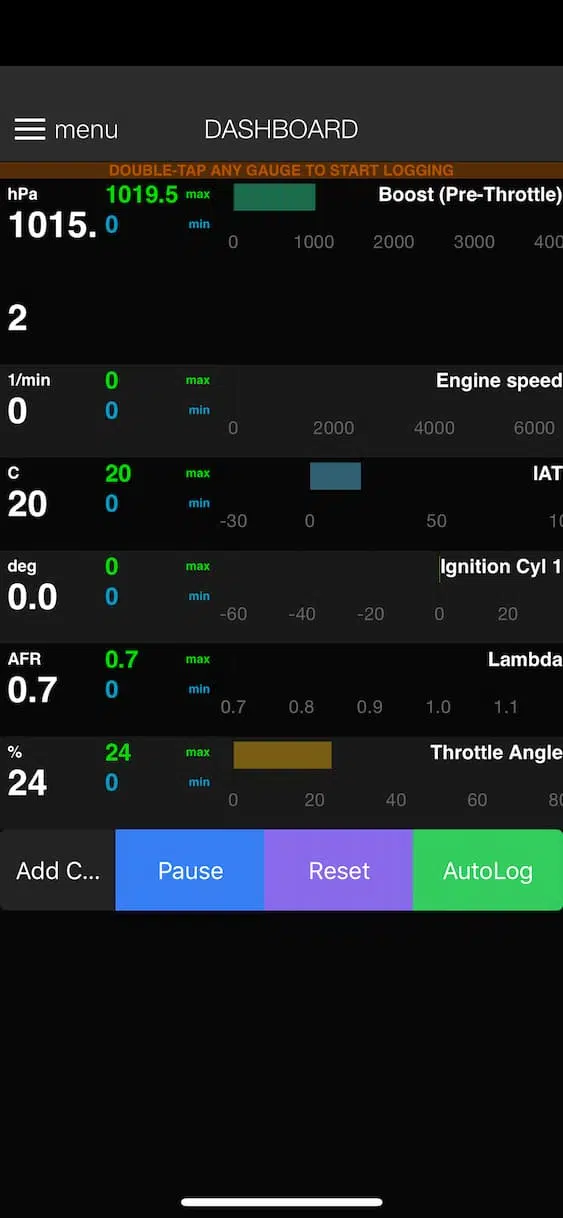 menu DASHBOARD
DOUBLE-TAP ANY GAUGE TO START LOGGING
hPa 1019.5 max Boost (Pre-Throttle)
1015. 0 min 0 1000 2000 3000 400
2
1/min 0 max Engine speed
0 0 min 0 2000 4000 6000
C 20 max IAT
20 0 min -30 0 50 10
deg 0 max Ignition Cyl 1
0.0 0 min -60 -40 -20 0 20
AFR 0.7 max Lambda
0.7 0 min 0.7 0.8 0.9 1.0 1.1
% 24 max Throttle Angle
24 0 min 0 20 40 60 80
Add C... Pause Reset AutoLog